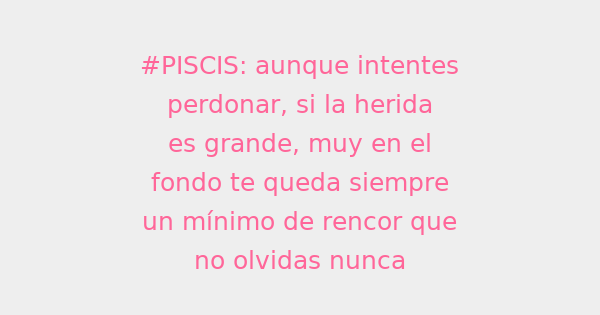 #PISCIS: aunque intentes
perdonar, si la herida
es grande, muy en el
fondo te queda siempre
un mínimo de rencor que
no olvidas nunca